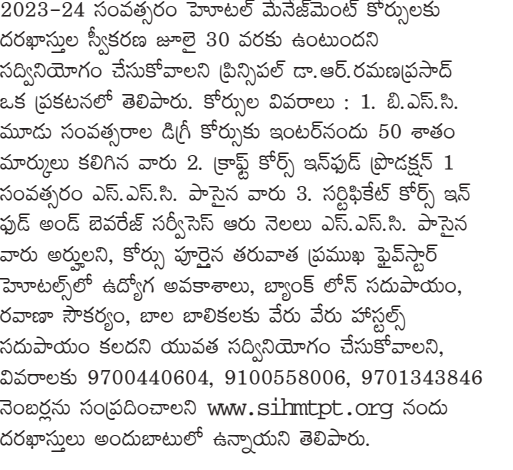 2023-24 సంవత్సరం హెూటల్ మేనేజ్‌మెంట్ కోర్సులకు
దరఖాస్తుల స్వీకరణ జూలై 30 వరకు ఉంటుందని
సద్వినియోగం చేసుకోవాలని ప్రిన్సిపల్ డా.ఆర్.రమణప్రసాద్
ఒక ప్రకటనలో తెలిపారు. కోర్సుల వివరాలు : 1. బి.ఎస్.సి.
మూడు సంవత్సరాల డిగ్రీ కోర్సుకు ఇంటర్‌నందు 50 శాతం
మార్కులు కలిగిన వారు 2. క్రాఫ్ట్ కోర్స్ ఇన్‌ఫుడ్ ప్రొడక్షన్ 1
సంవత్సరం ఎస్.ఎస్.సి. పాసైన వారు 3. సర్టిఫికేట్ కోర్స్ ఇన్
ఫుడ్ అండ్ బెవరేజ్ సర్వీసెస్ ఆరు నెలలు ఎస్.ఎస్.సి. పాసైన
వారు అర్హులని, కోర్సు పూర్తైన తరువాత ప్రముఖ ఫైవ్‌స్టార్
హెూటల్స్‌లో ఉద్యోగ అవకాశాలు, బ్యాంక్ లోన్ సదుపాయం,
రవాణా సౌకర్యం, బాల బాలికలకు వేరు వేరు హాస్టల్స్
సదుపాయం కలదని యువత సద్వినియోగం చేసుకోవాలని,
వివరాలకు 9700440604, 9100558006, 9701343846
నెంబర్లను సంప్రదించాలని www.sihmtpt.org నందు
దరఖాస్తులు అందుబాటులో ఉన్నాయని తెలిపారు.